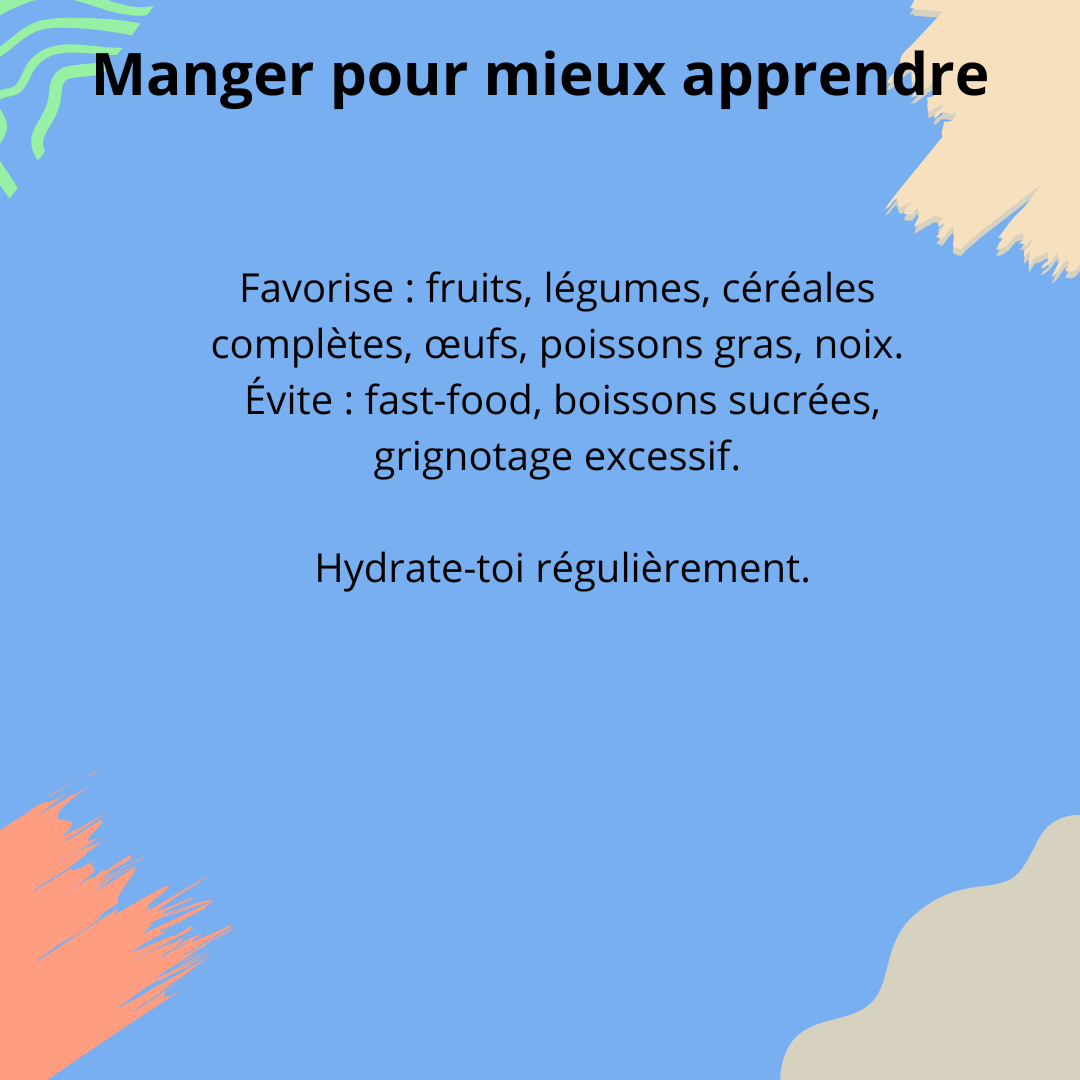 Manger pour mieux apprendre
Favorise : fruits, légumes, céréales
complètes, œufs, poissons gras, noix.
Évite : fast-food, boissons sucrées,
grignotage excessif.
Hydrate-toi régulièrement.